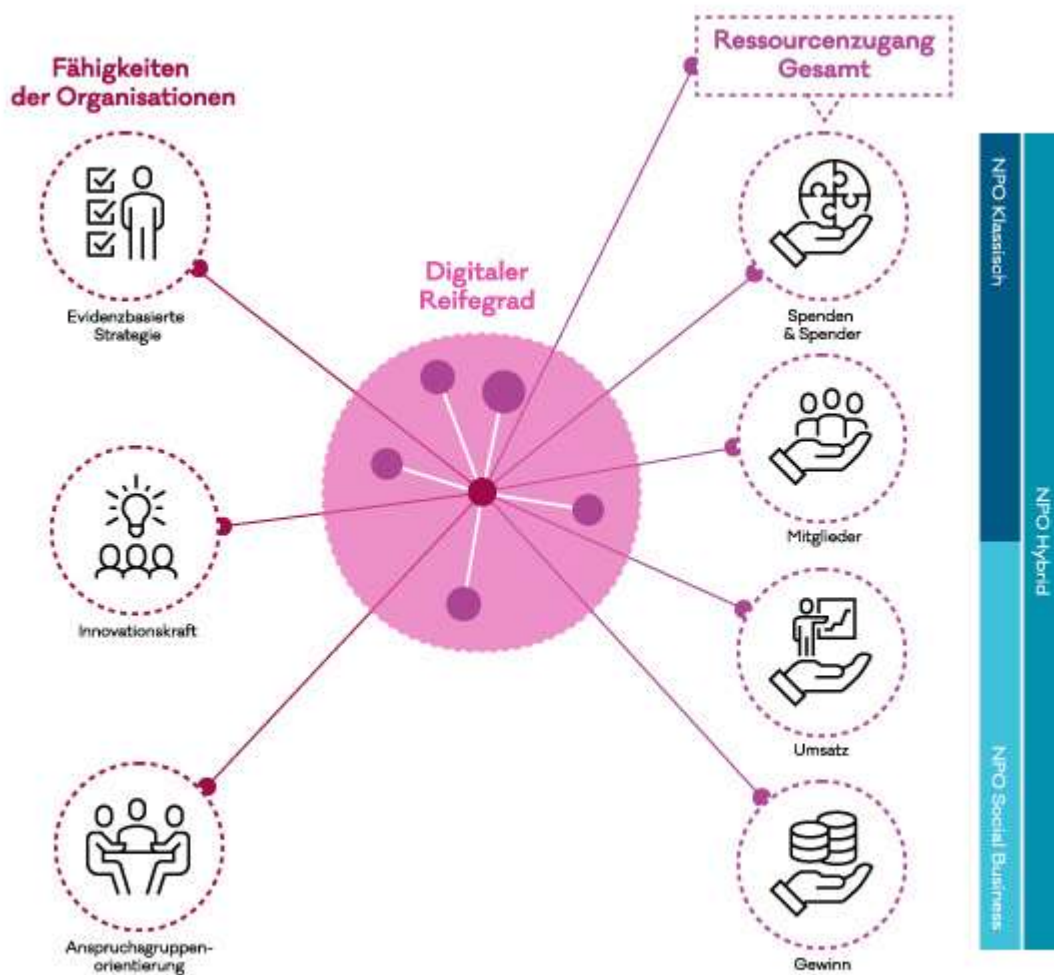 Fähigkeiten
der Organisationen
Evidenzbasierte
Strategie
Innovationskraft
Anspruchsgruppen-
orientierung
Digitaler
Reifegrad
Ressourcenzugang
Gesamt
Spenden
& Spender
Mitglieder
Umsatz
Gewinn
NPO Klassisch
NPO Social Business
NPO Hybrid